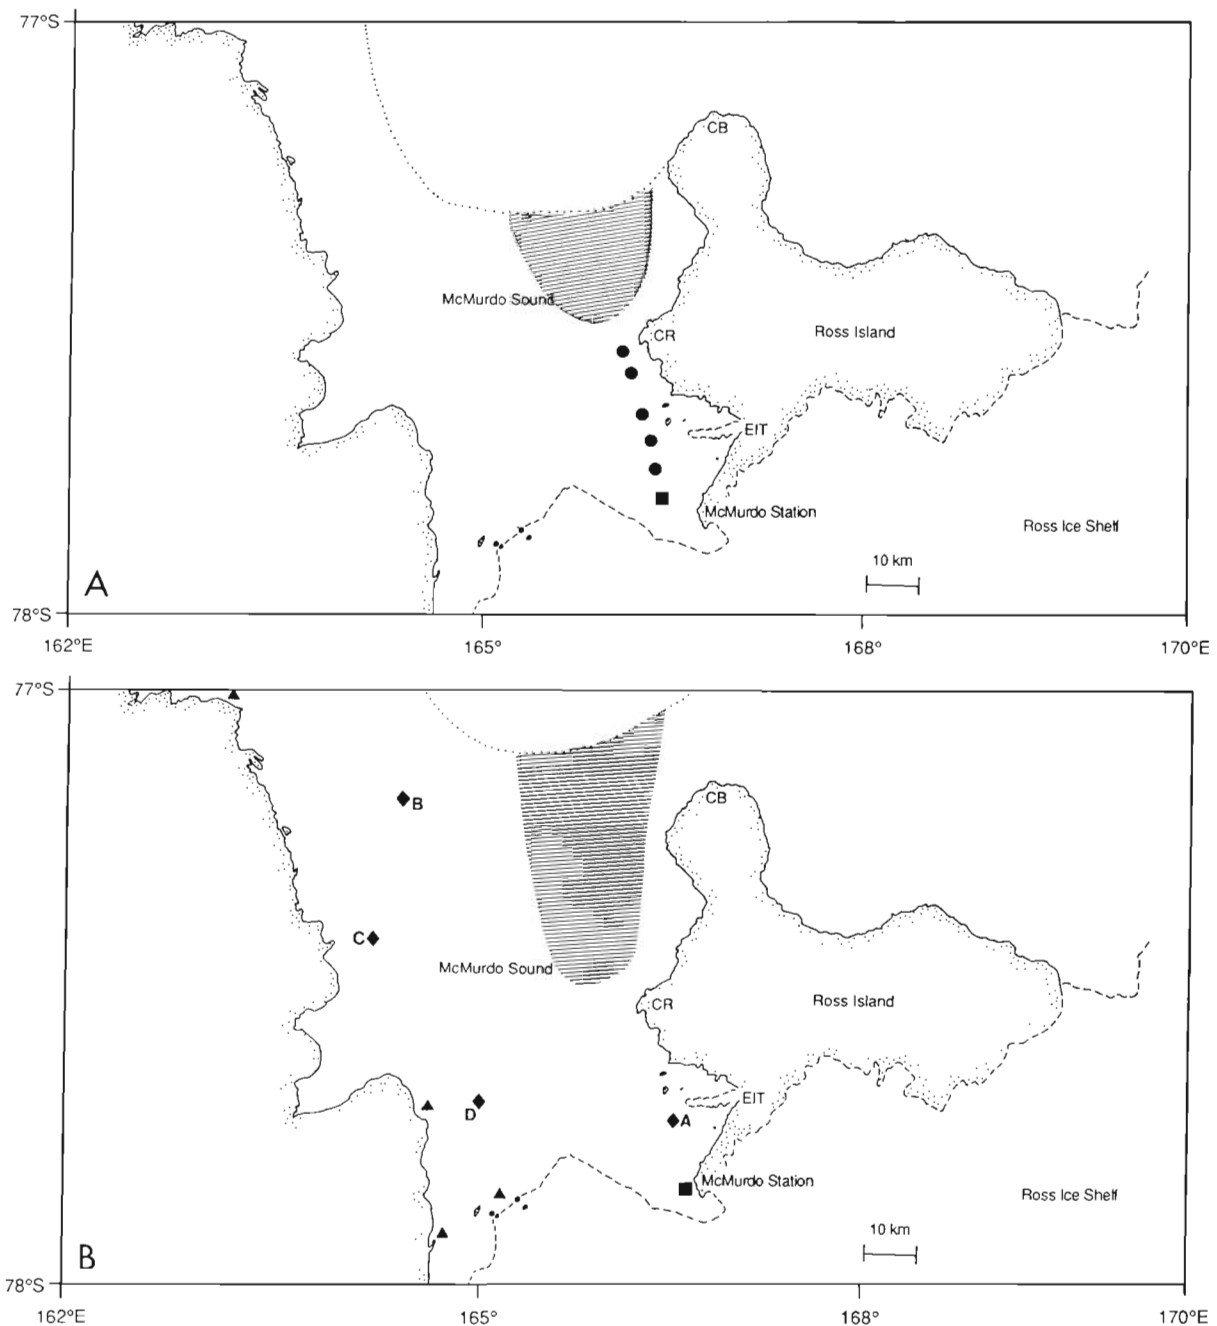 77°S
CB
McMurdo Sound
CR
Ross Island
EIT
McMurdo Station
Ross Ice Shelf
10 km
A
78°S
162°E
165°
168°
170°E
77°S
B
CB
C
McMurdo Sound
CR
Ross Island
D
EIT
A
McMurdo Station
Ross Ice Shelf
10 km
B
78°S
162°E
165°
168°
170°E